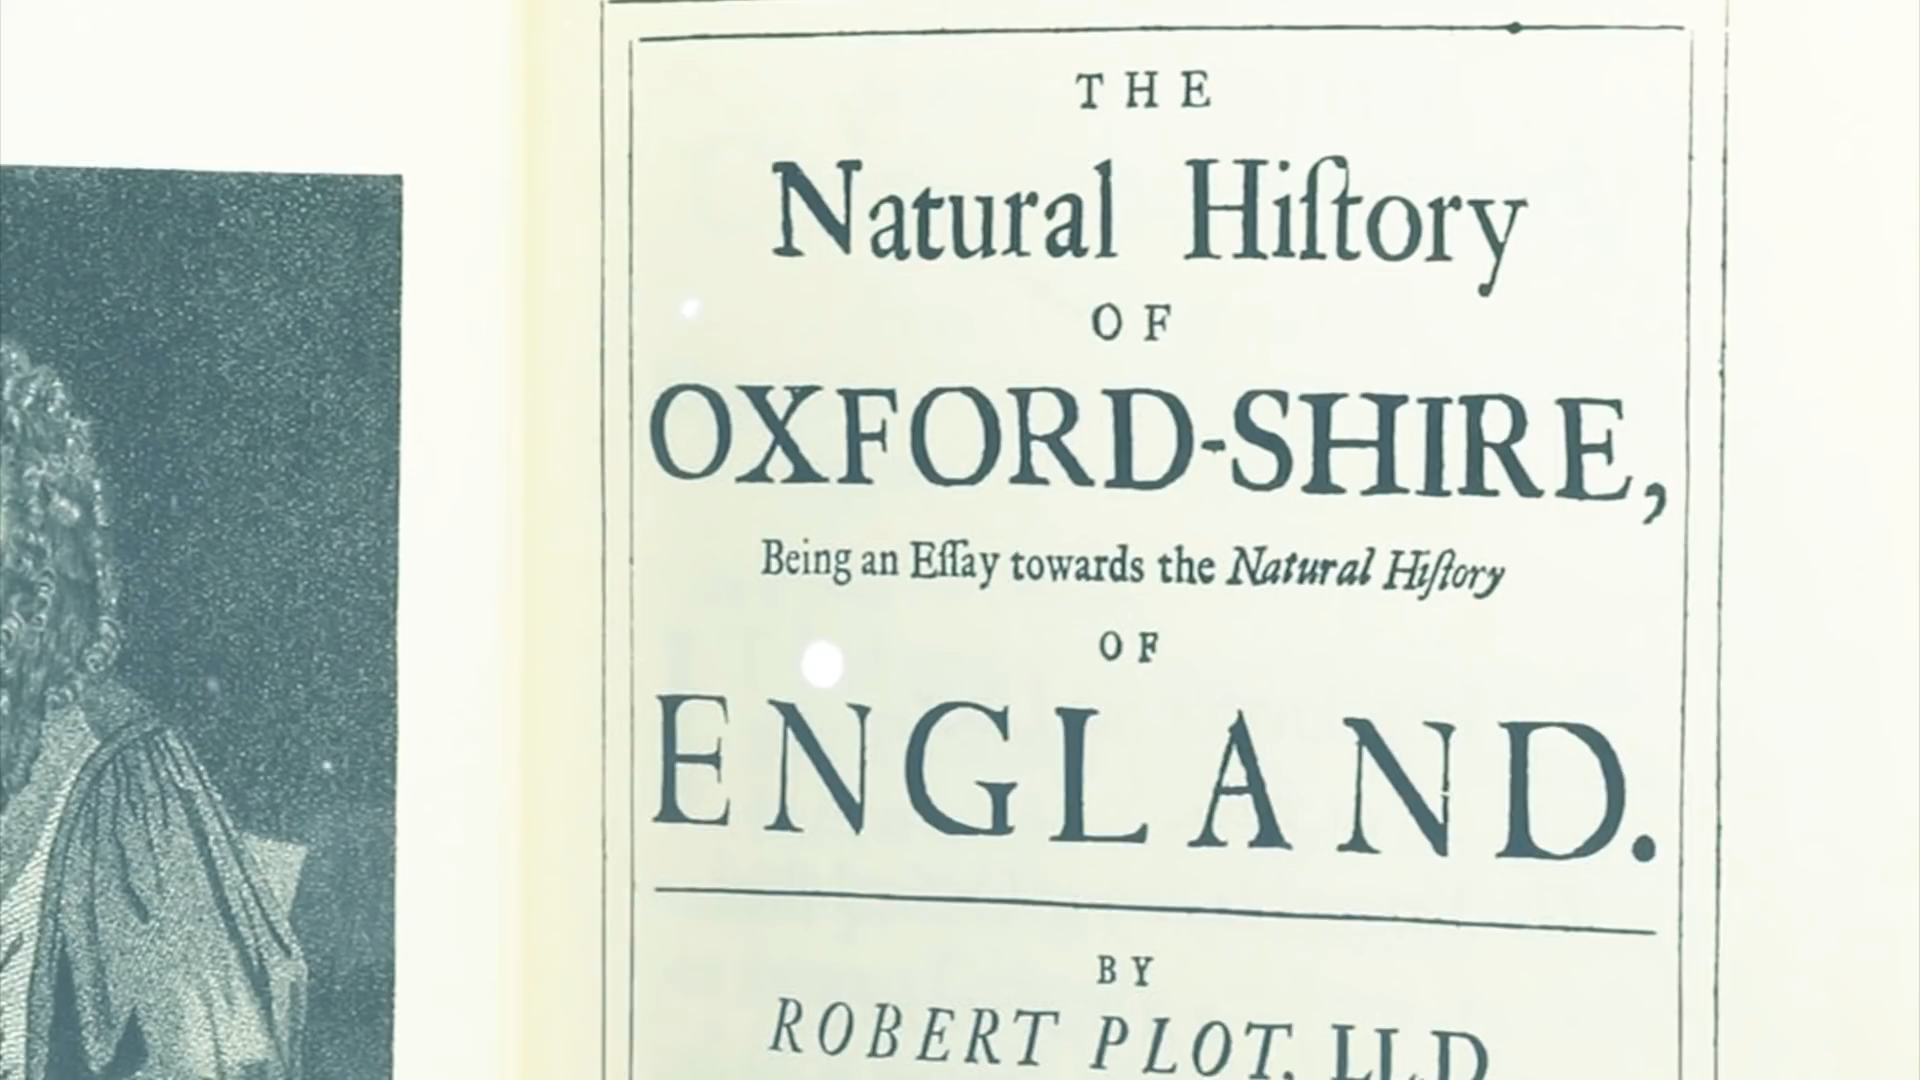 THE
Natural Hiſtory
OF
OXFORD-SHIRE,
Being an Eſſay towards the Natural Hiſtory
OF
ENGLAND.
BY
ROBERT PLOT, LLD